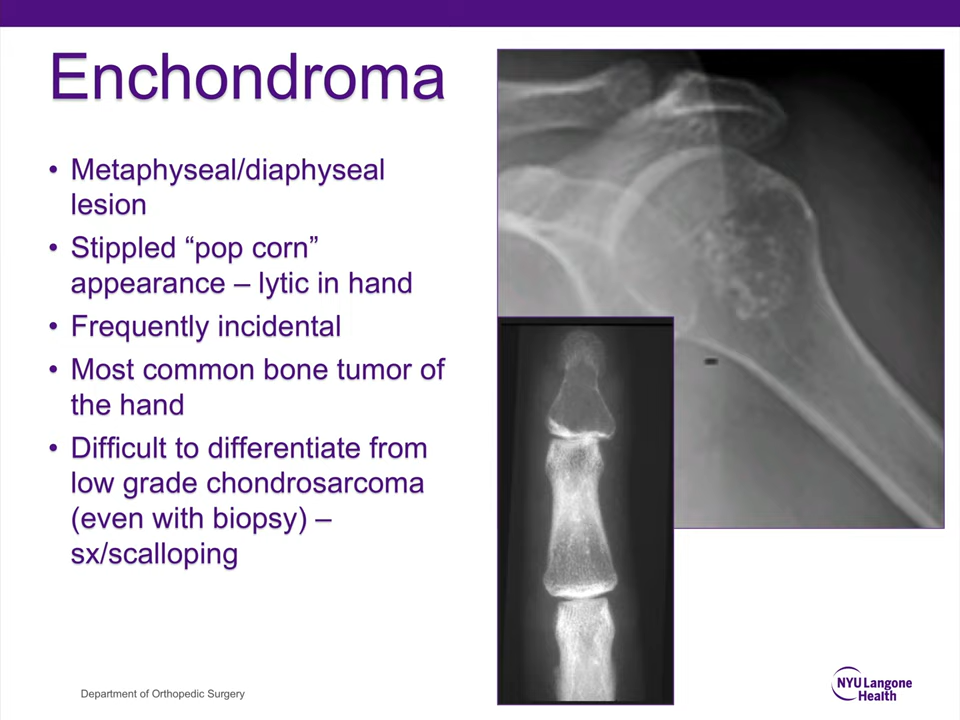 Enchondroma
• Metaphyseal/diaphyseal
lesion
• Stippled “pop corn”
appearance – lytic in hand
• Frequently incidental
• Most common bone tumor of
the hand
• Difficult to differentiate from
low grade chondrosarcoma
(even with biopsy) –
sx/scalloping
Department of Orthopedic Surgery
NYU Langone
Health